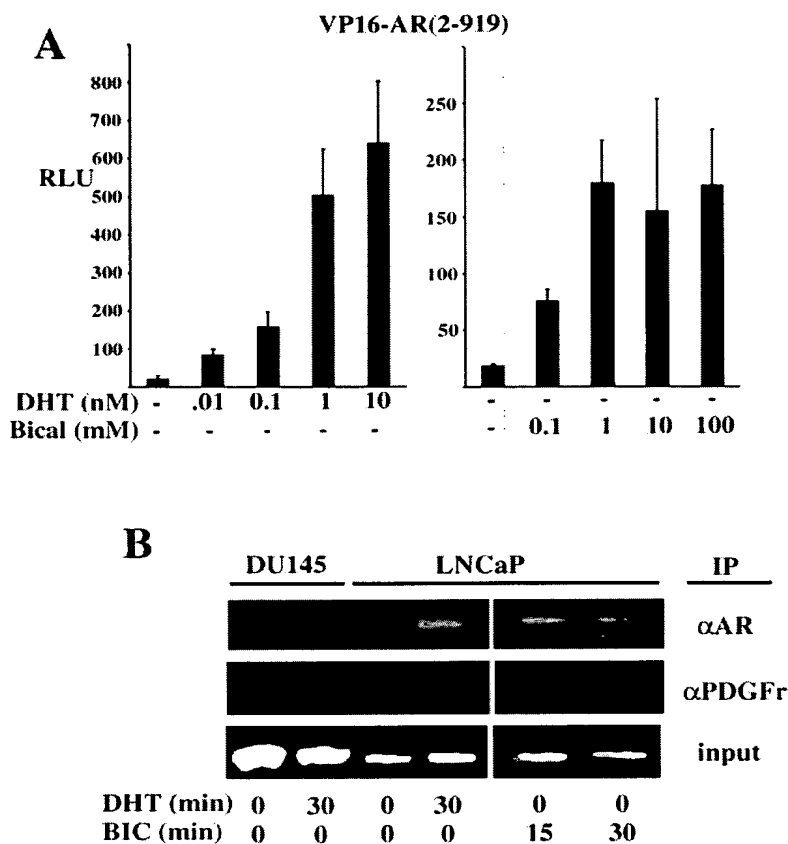 VP16-AR(2-919)
A
800
700
600
500
400
300
200
100
RLU
250
200
150
100
50
DHT (nM) - .01 0.1 1 10 - - - - -
Bical (mM) - - - - - - 0.1 1 10 100
B
DU145 LNCaP IP
αAR
αPDGFr
input
DHT (min) 0 30 0 30 0 0
BIC (min) 0 0 0 0 15 30